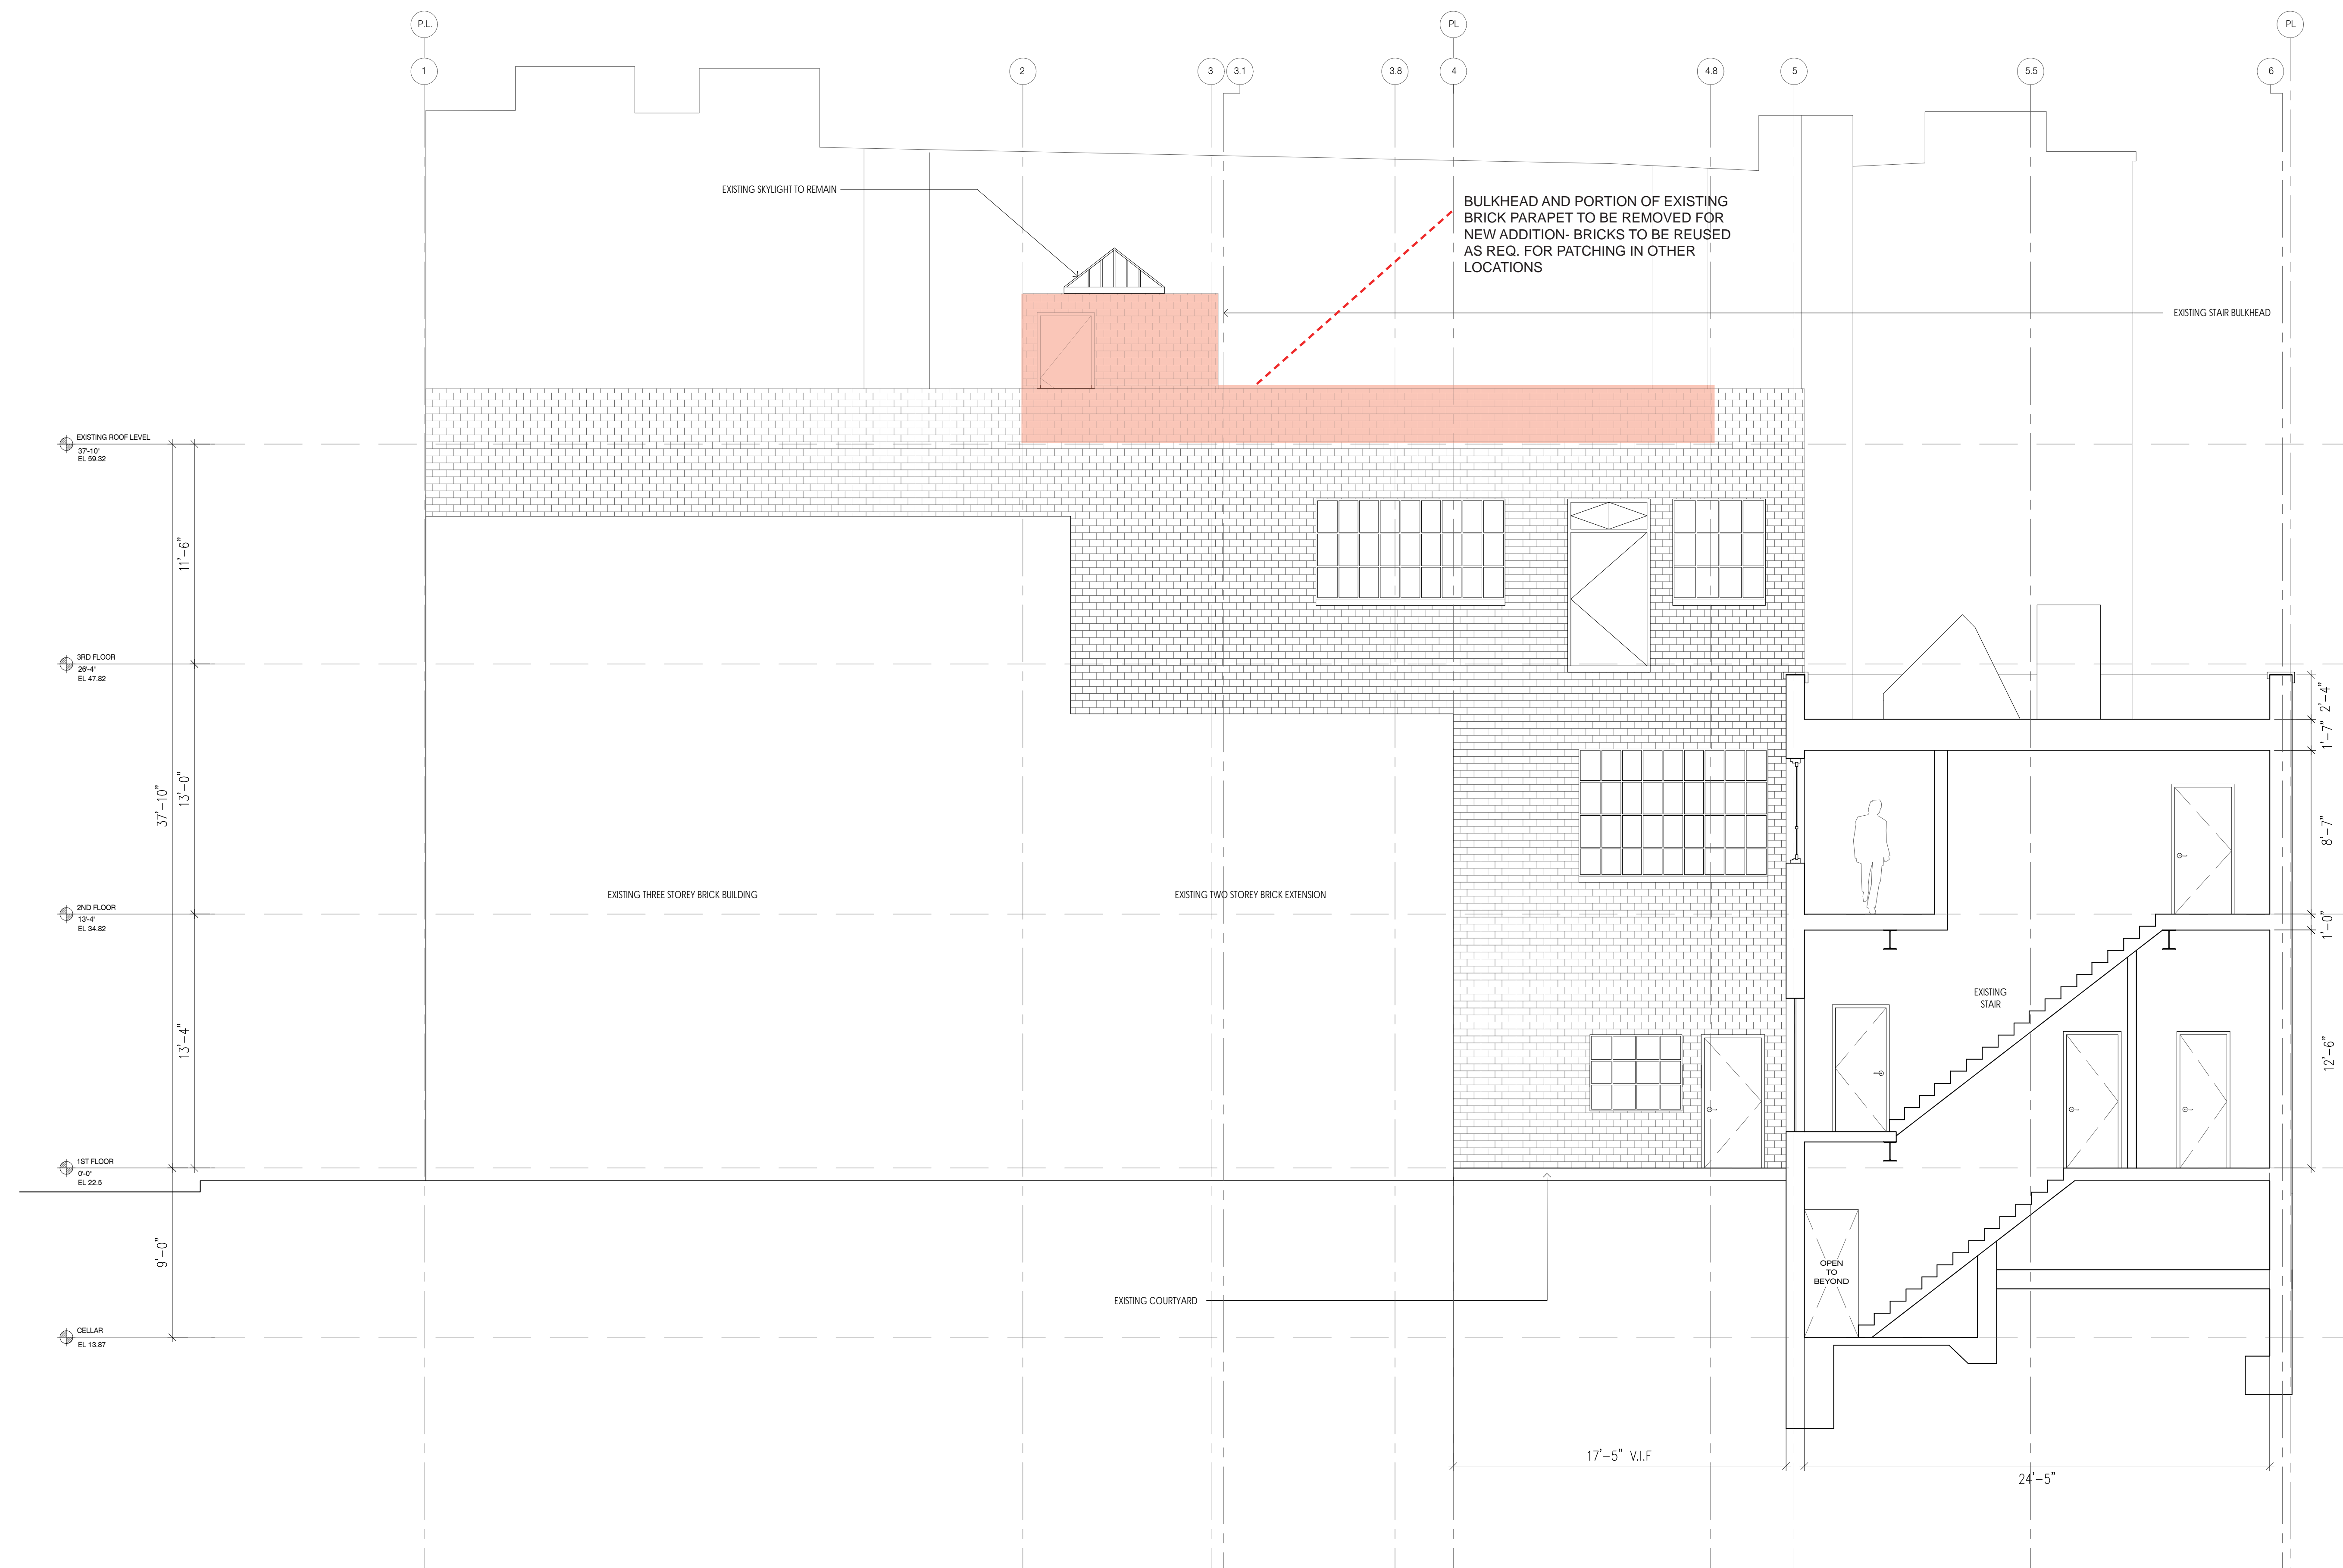 P.L.
PL
PL
1
2
3
3.1
3.8
4
4.8
5
5.5
6
EXISTING SKYLIGHT TO REMAIN
BULKHEAD AND PORTION OF EXISTING
BRICK PARAPET TO BE REMOVED FOR
NEW ADDITION- BRICKS TO BE REUSED
AS REQ. FOR PATCHING IN OTHER
LOCATIONS
EXISTING STAIR BULKHEAD
EXISTING ROOF LEVEL
37'-10"
EL 59.32
11'-6"
3RD FLOOR
26'-4"
EL 47.82
2'-4"
1'-7"
37'-10"
13'-0"
8'-7"
EXISTING THREE STOREY BRICK BUILDING
EXISTING TWO STOREY BRICK EXTENSION
2ND FLOOR
13'-4"
EL 34.82
1'-0"
EXISTING
STAIR
13'-4"
12'-6"
1ST FLOOR
0'-0"
EL 22.5
9'-0"
OPEN
TO
BEYOND
EXISTING COURTYARD
CELLAR
EL 13.87
17'-5" V.I.F
24'-5"